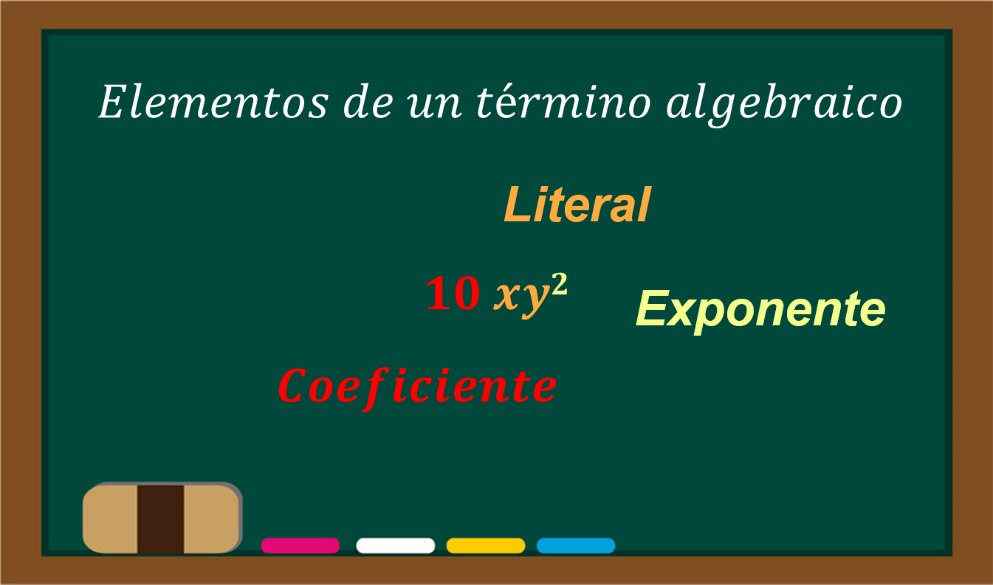 Elementos de un término algebraico
Literal
10 xy²
Exponente
Coeficiente